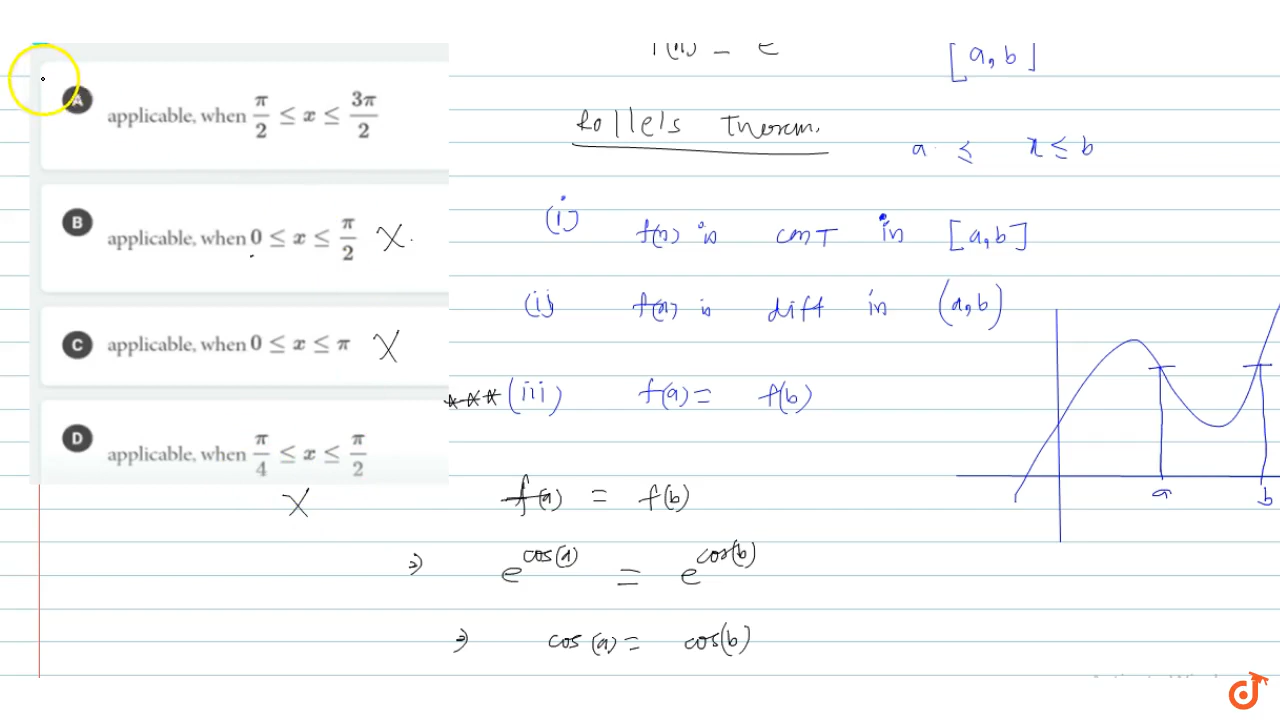 [a, b]
A
applicable, when π/2 ≤ x ≤ 3π/2
Rolle's Theorem.
a ≤ x ≤ b
B
applicable, when 0 ≤ x ≤ π/2 X
(i) f(x) is cont in [a, b]
(ii) f(x) is diff in (a, b)
C
applicable, when 0 ≤ x ≤ π X
*** (iii) f(a) = f(b)
D
applicable, when π/4 ≤ x ≤ π/2
X
f(a) = f(b)
a b
⇒ e^cos(a) = e^cos(b)
⇒ cos(a) = cos(b)